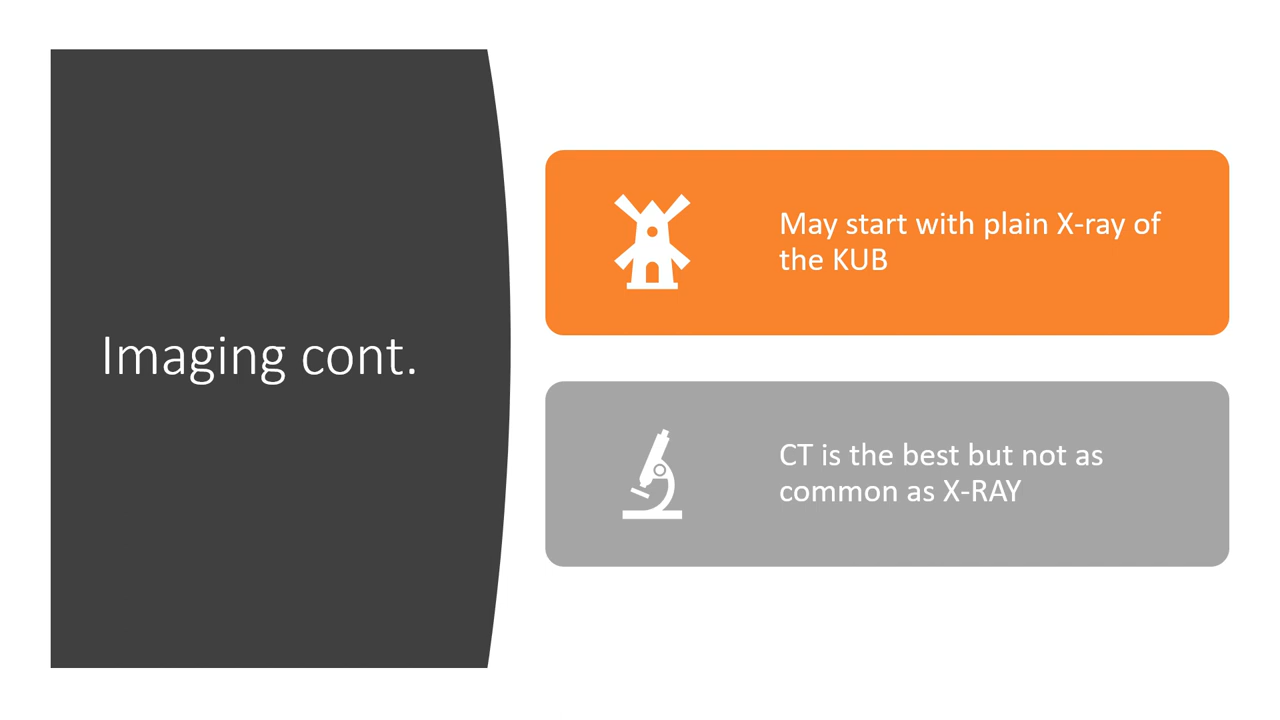 Imaging cont.
May start with plain X-ray of
the KUB
CT is the best but not as
common as X-RAY